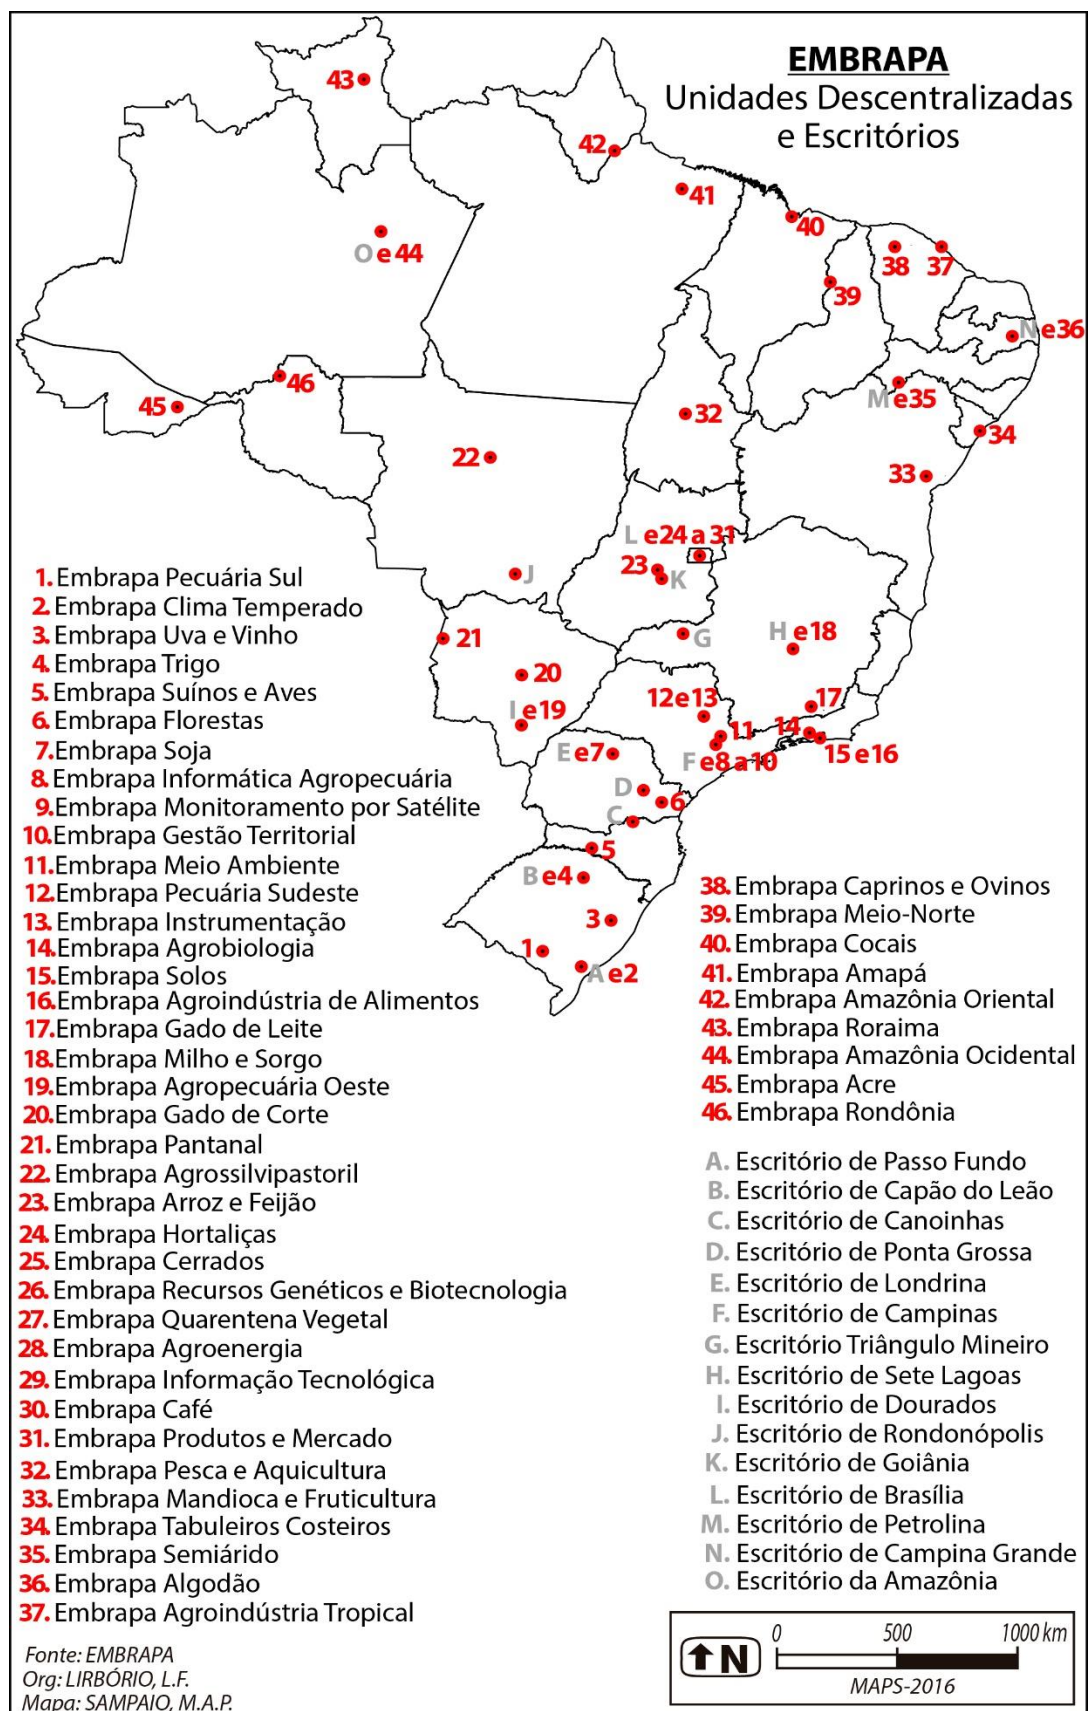 EMBRAPA
Unidades Descentralizadas
e Escritórios
43
42
41
40
O e 44
38
37
39
N e36
46
45
M e35
32
34
22
33
L e24 a 31
23
K
J
G
H e18
21
20
12e13
17
I e19
11
14
15 e16
E e7
F e8 a10
D
6
C
5
B e4
3
1
A e2
1. Embrapa Pecuária Sul
2. Embrapa Clima Temperado
3. Embrapa Uva e Vinho
4. Embrapa Trigo
5. Embrapa Suínos e Aves
6. Embrapa Florestas
7. Embrapa Soja
8. Embrapa Informática Agropecuária
9. Embrapa Monitoramento por Satélite
10. Embrapa Gestão Territorial
11. Embrapa Meio Ambiente
12. Embrapa Pecuária Sudeste
13. Embrapa Instrumentação
14. Embrapa Agrobiologia
15. Embrapa Solos
16. Embrapa Agroindústria de Alimentos
17. Embrapa Gado de Leite
18. Embrapa Milho e Sorgo
19. Embrapa Agropecuária Oeste
20. Embrapa Gado de Corte
21. Embrapa Pantanal
22. Embrapa Agrossilvipastoril
23. Embrapa Arroz e Feijão
24. Embrapa Hortaliças
25. Embrapa Cerrados
26. Embrapa Recursos Genéticos e Biotecnologia
27. Embrapa Quarentena Vegetal
28. Embrapa Agroenergia
29. Embrapa Informação Tecnológica
30. Embrapa Café
31. Embrapa Produtos e Mercado
32. Embrapa Pesca e Aquicultura
33. Embrapa Mandioca e Fruticultura
34. Embrapa Tabuleiros Costeiros
35. Embrapa Semiárido
36. Embrapa Algodão
37. Embrapa Agroindústria Tropical
38. Embrapa Caprinos e Ovinos
39. Embrapa Meio-Norte
40. Embrapa Cocais
41. Embrapa Amapá
42. Embrapa Amazônia Oriental
43. Embrapa Roraima
44. Embrapa Amazônia Ocidental
45. Embrapa Acre
46. Embrapa Rondônia
A. Escritório de Passo Fundo
B. Escritório de Capão do Leão
C. Escritório de Canoinhas
D. Escritório de Ponta Grossa
E. Escritório de Londrina
F. Escritório de Campinas
G. Escritório Triângulo Mineiro
H. Escritório de Sete Lagoas
I. Escritório de Dourados
J. Escritório de Rondonópolis
K. Escritório de Goiânia
L. Escritório de Brasília
M. Escritório de Petrolina
N. Escritório de Campina Grande
O. Escritório da Amazônia
Fonte: EMBRAPA
Org: LIRBÓRIO, L.F.
Mapa: SAMPAIO, M.A.P.
N
0 500 1000 km
MAPS-2016